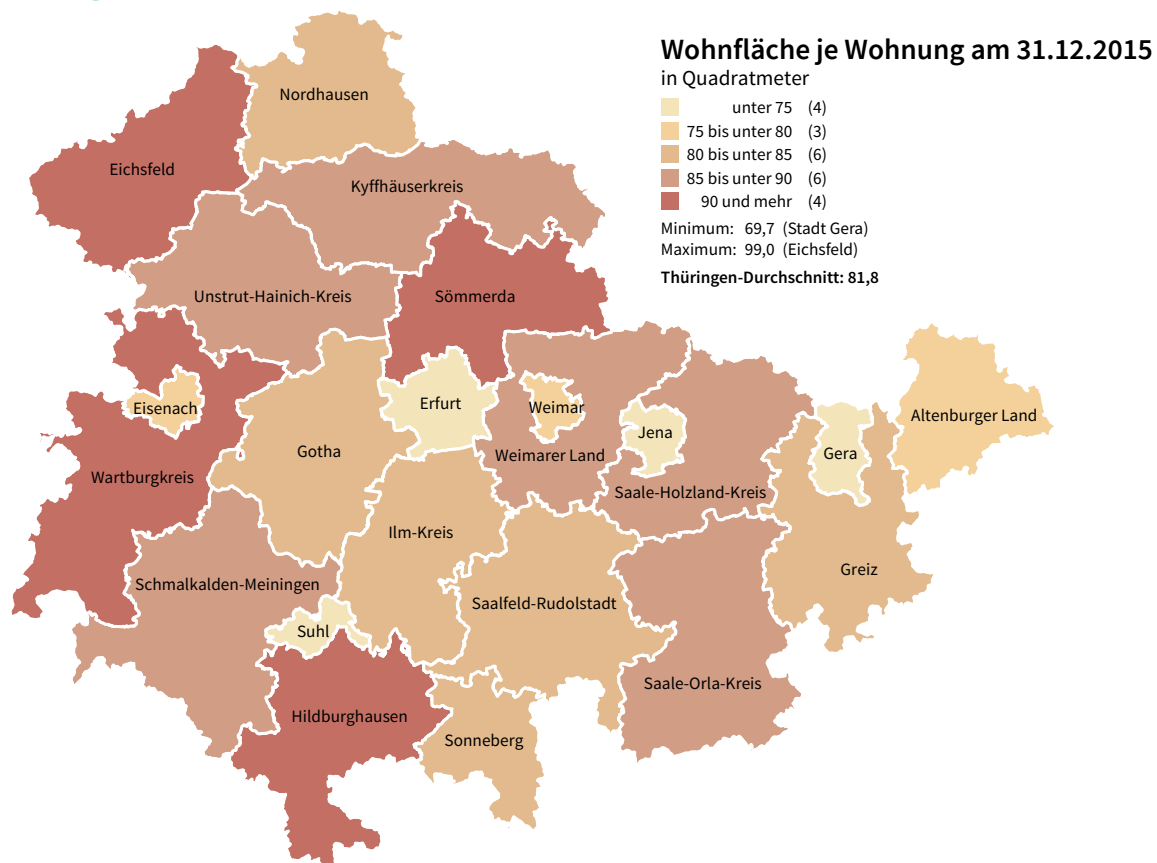 Wohnfläche je Wohnung am 31.12.2015
in Quadratmeter
unter 75 (4)
75 bis unter 80 (3)
80 bis unter 85 (6)
85 bis unter 90 (6)
90 und mehr (4)
Minimum: 69,7 (Stadt Gera)
Maximum: 99,0 (Eichsfeld)
Thüringen-Durchschnitt: 81,8
Nordhausen
Eichsfeld
Kyffhäuserkreis
Unstrut-Hainich-Kreis
Sömmerda
Eisenach
Erfurt
Weimar
Altenburger Land
Jena
Gotha
Weimarer Land
Gera
Wartburgkreis
Saale-Holzland-Kreis
Ilm-Kreis
Greiz
Schmalkalden-Meiningen
Saalfeld-Rudolstadt
Suhl
Saale-Orla-Kreis
Hildburghausen
Sonneberg